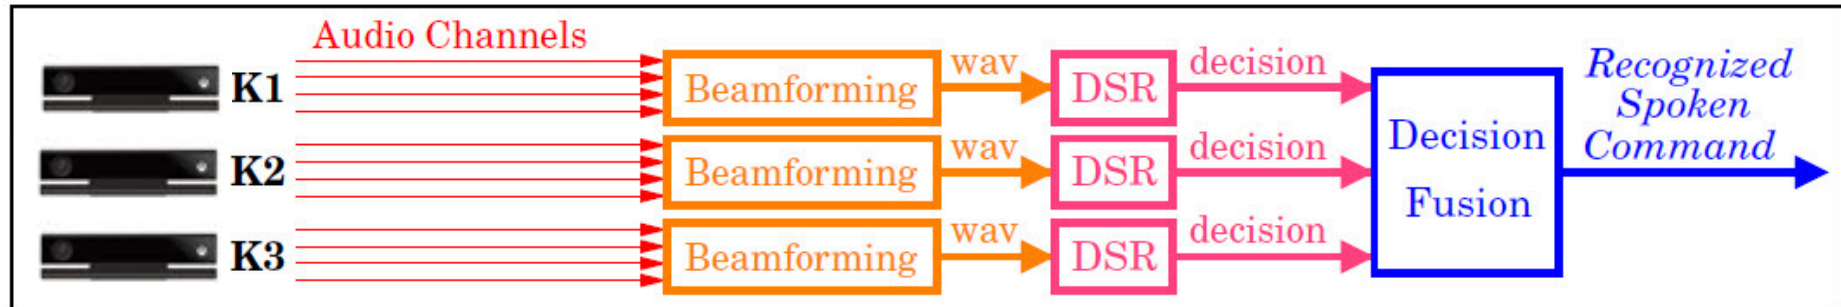 Audio Channels
K1
Beamforming
wav
DSR
decision
K2
Beamforming
wav
DSR
decision
K3
Beamforming
wav
DSR
decision
Decision
Fusion
Recognized
Spoken
Command